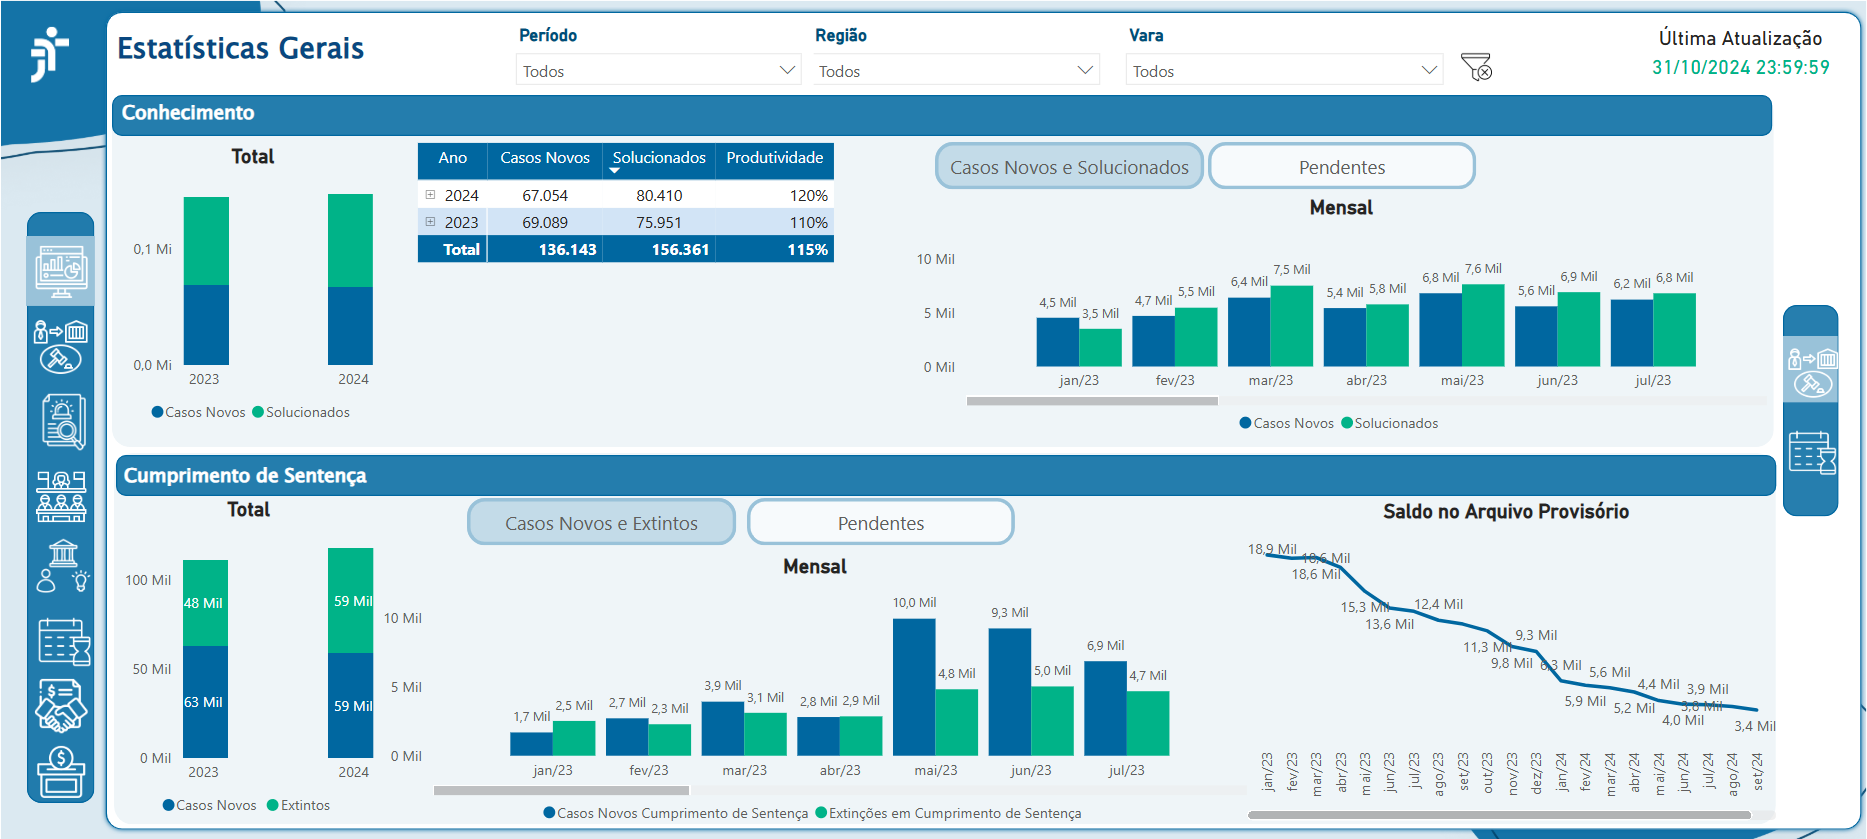 Estatísticas Gerais
Período
Todos
Região
Todos
Vara
Todos
Última Atualização
31/10/2024 23:59:59
Conhecimento
Total
0,1 Mi
0,0 Mi
2023
2024
Casos Novos
Solucionados
Ano Casos Novos Solucionados Produtividade
2024 67.054 80.410 120%
2023 69.089 75.951 110%
Total 136.143 156.361 115%
Casos Novos e Solucionados
Pendentes
Mensal
10 Mil
5 Mil
0 Mil
4,5 Mil
3,5 Mil
4,7 Mil
5,5 Mil
6,4 Mil
7,5 Mil
5,4 Mil
5,8 Mil
6,8 Mil
7,6 Mil
5,6 Mil
6,9 Mil
6,2 Mil
6,8 Mil
jan/23
fev/23
mar/23
abr/23
mai/23
jun/23
jul/23
Casos Novos
Solucionados
Cumprimento de Sentença
Total
100 Mil
50 Mil
0 Mil
48 Mil
63 Mil
59 Mil
59 Mil
2023
2024
Casos Novos
Extintos
Casos Novos e Extintos
Pendentes
Mensal
10 Mil
5 Mil
0 Mil
1,7 Mil
2,5 Mil
2,7 Mil
2,3 Mil
3,9 Mil
3,1 Mil
2,8 Mil
2,9 Mil
10,0 Mil
4,8 Mil
9,3 Mil
5,0 Mil
6,9 Mil
4,7 Mil
jan/23
fev/23
mar/23
abr/23
mai/23
jun/23
jul/23
Casos Novos Cumprimento de Sentença
Extinções em Cumprimento de Sentença
Saldo no Arquivo Provisório
18,9 Mil
18,6 Mil
18,6 Mil
15,3 Mil
13,6 Mil
12,4 Mil
11,3 Mil
9,8 Mil
9,3 Mil
6,3 Mil
5,9 Mil
5,6 Mil
5,2 Mil
4,4 Mil
4,0 Mil
3,9 Mil
3,8 Mil
3,4 Mil
jan/23
fev/23
mar/23
abr/23
mai/23
jun/23
jul/23
ago/23
set/23
out/23
nov/23
dez/23
jan/24
fev/24
mar/24
abr/24
mai/24
jun/24
jul/24
ago/24
set/24